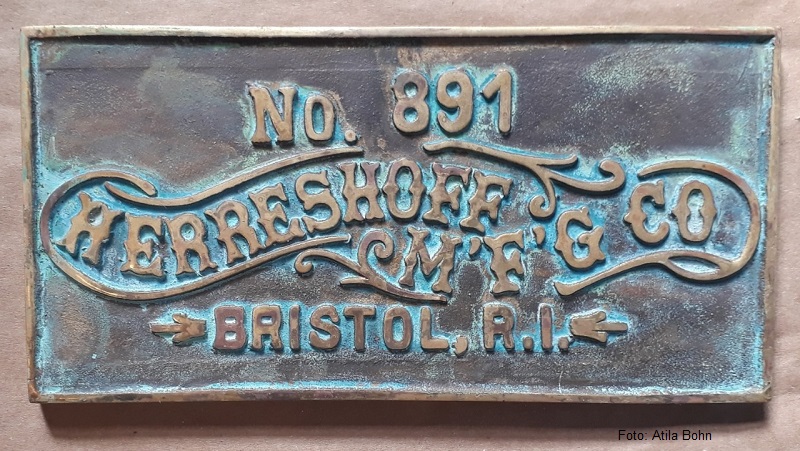 No. 891
HERRESHOFF M'F'G CO
BRISTOL, R.I.
Foto: Atila Bohn